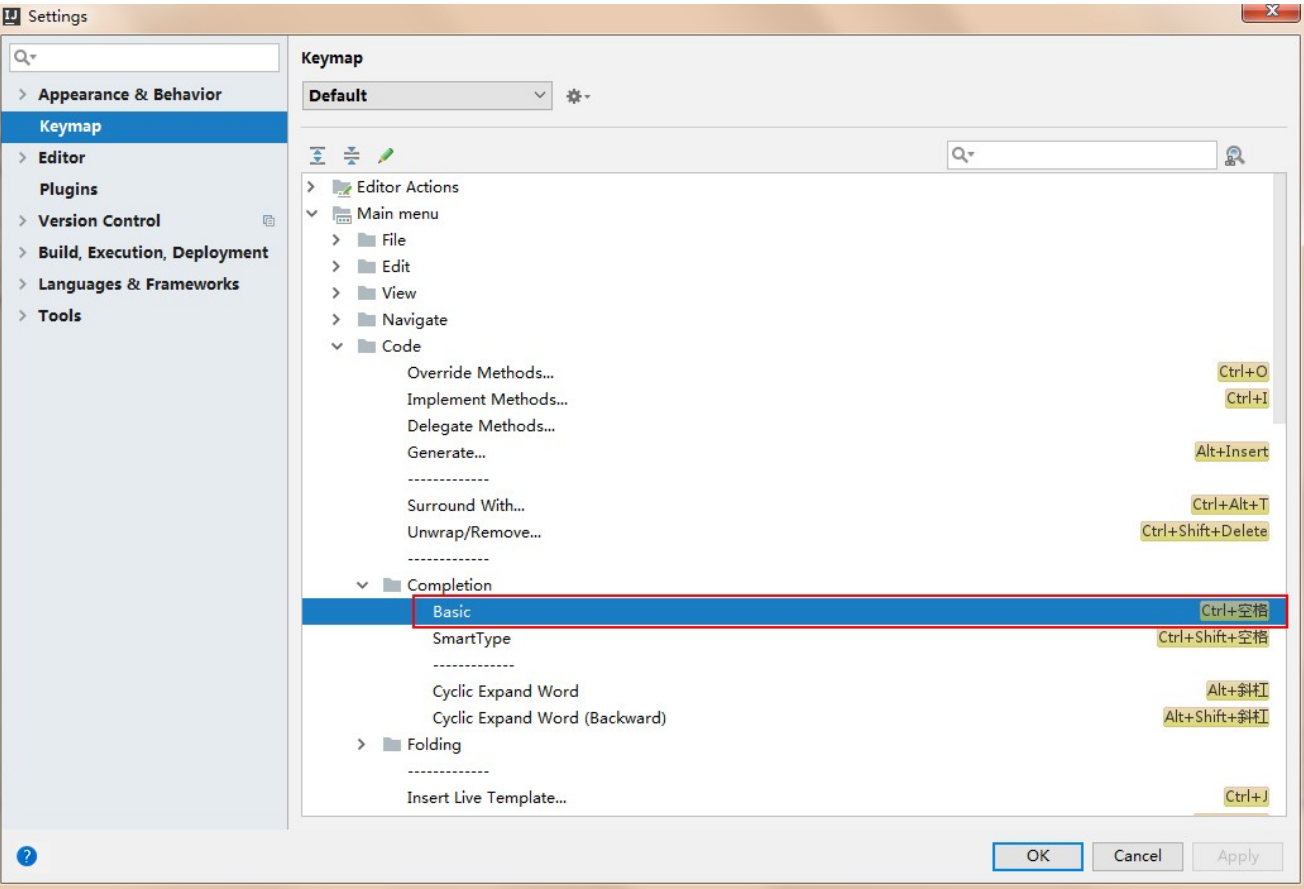 IJ Settings
Keymap
Default
Appearance & Behavior
Keymap
Editor
Plugins
Version Control
Build, Execution, Deployment
Languages & Frameworks
Tools
Editor Actions
Main menu
File
Edit
View
Navigate
Code
Override Methods... Ctrl+O
Implement Methods... Ctrl+I
Delegate Methods...
Generate... Alt+Insert
-------------
Surround With... Ctrl+Alt+T
Unwrap/Remove... Ctrl+Shift+Delete
-------------
Completion
Basic Ctrl+空格
SmartType Ctrl+Shift+空格
-------------
Cyclic Expand Word Alt+斜杠
Cyclic Expand Word (Backward) Alt+Shift+斜杠
Folding
-------------
Insert Live Template... Ctrl+J
? OK Cancel Apply